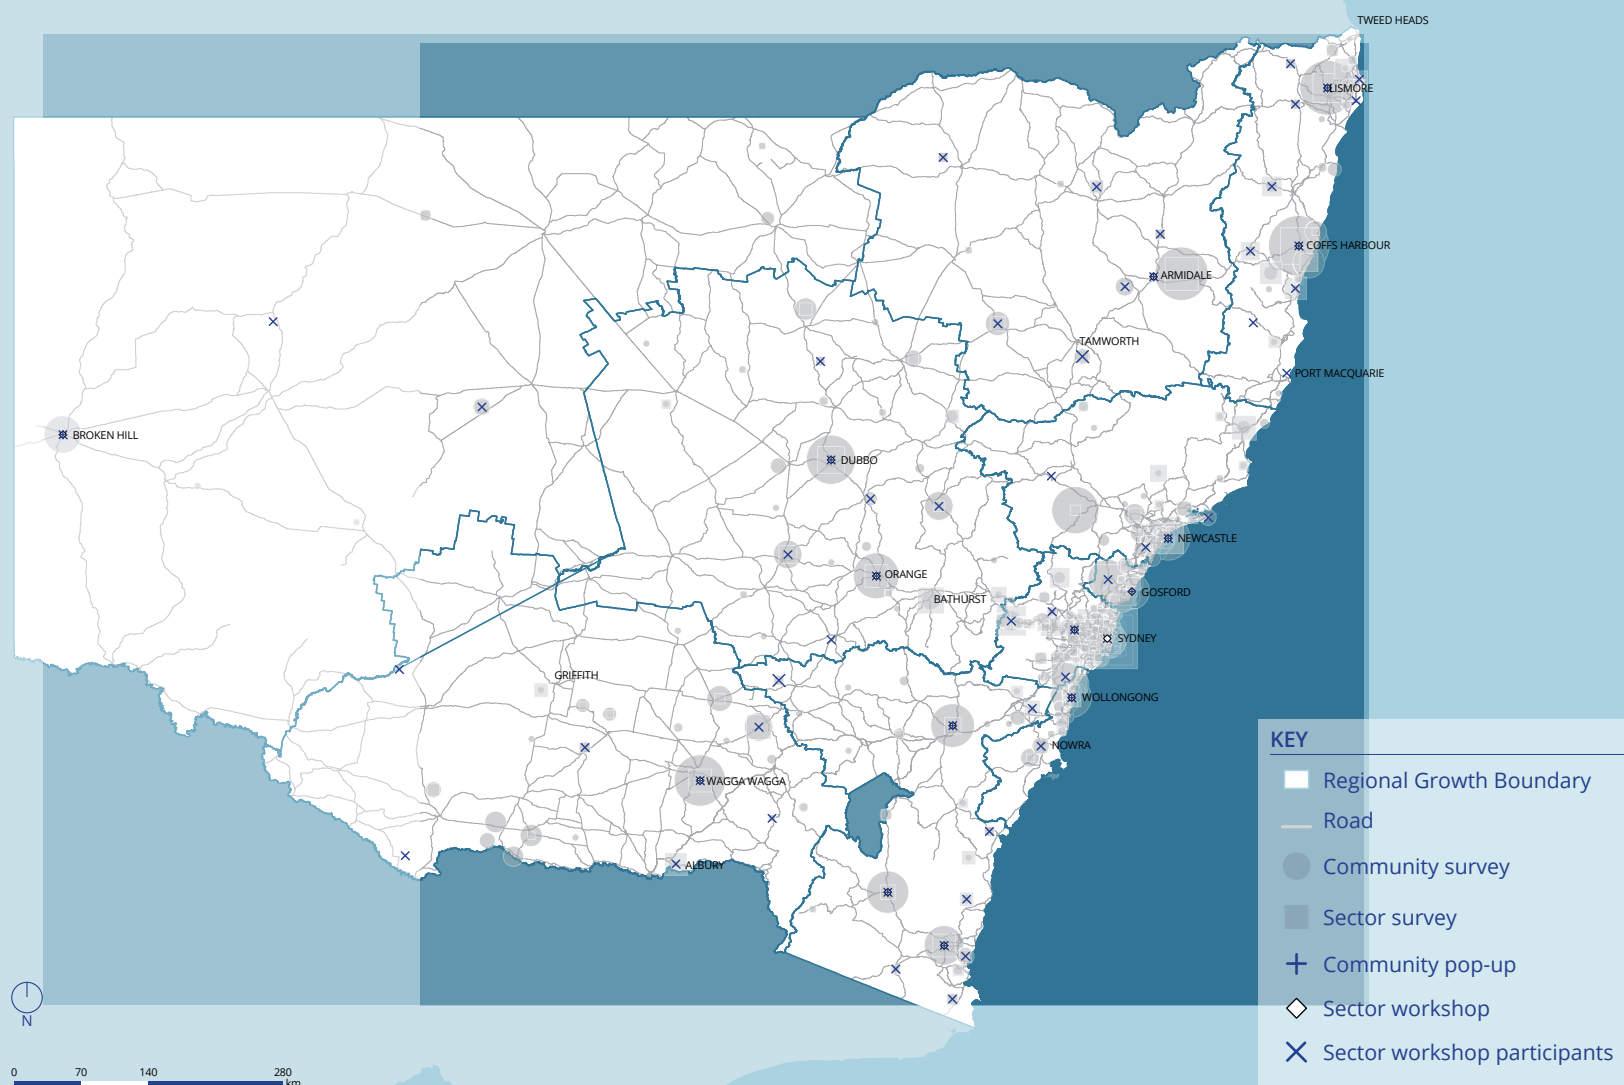 TWEED HEADS
LISMORE
COFFS HARBOUR
ARMIDALE
TAMWORTH
PORT MACQUARIE
BROKEN HILL
DUBBO
NEWCASTLE
ORANGE
BATHURST
GOSFORD
SYDNEY
GRIFFITH
WOLLONGONG
NOWRA
WAGGA WAGGA
ALBURY
KEY
Regional Growth Boundary
Road
Community survey
Sector survey
Community pop-up
Sector workshop
Sector workshop participants
N
0 70 140 280
km